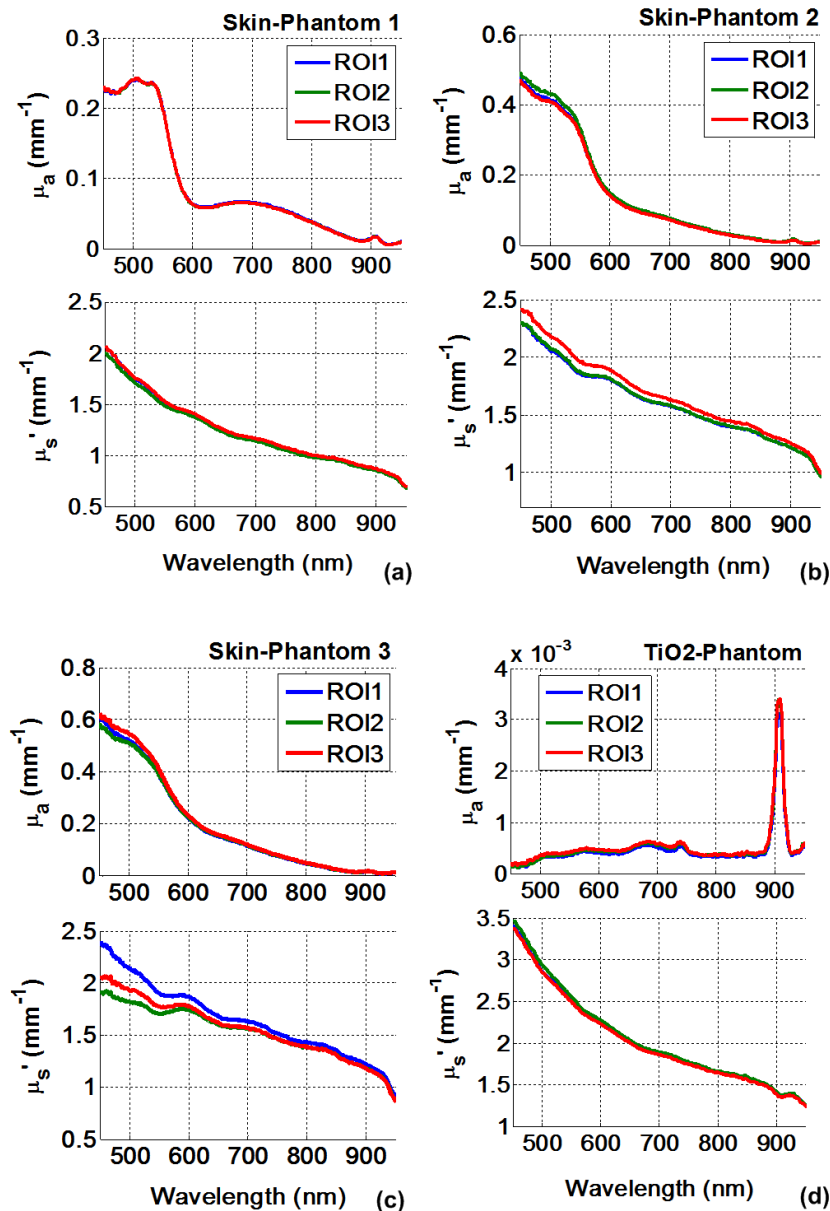 Skin-Phantom 1
0.3
0.2
0.1
0
μa (mm-1)
ROI1
ROI2
ROI3
500 600 700 800 900
2.5
2
1.5
1
0.5
μs' (mm-1)
500 600 700 800 900
Wavelength (nm)
(a)
Skin-Phantom 2
0.6
0.4
0.2
0
μa (mm-1)
ROI1
ROI2
ROI3
500 600 700 800 900
2.5
2
1.5
1
μs' (mm-1)
500 600 700 800 900
Wavelength (nm)
(b)
Skin-Phantom 3
0.8
0.6
0.4
0.2
0
μa (mm-1)
ROI1
ROI2
ROI3
500 600 700 800 900
2.5
2
1.5
1
0.5
μs' (mm-1)
500 600 700 800 900
Wavelength (nm)
(c)
x 10-3
TiO2-Phantom
4
3
2
1
0
μa (mm-1)
ROI1
ROI2
ROI3
500 600 700 800 900
3.5
3
2.5
2
1.5
1
μs' (mm-1)
500 600 700 800 900
Wavelength (nm)
(d)